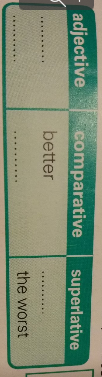 adjective comparative superlative
............ better ............
............ ............ the worst